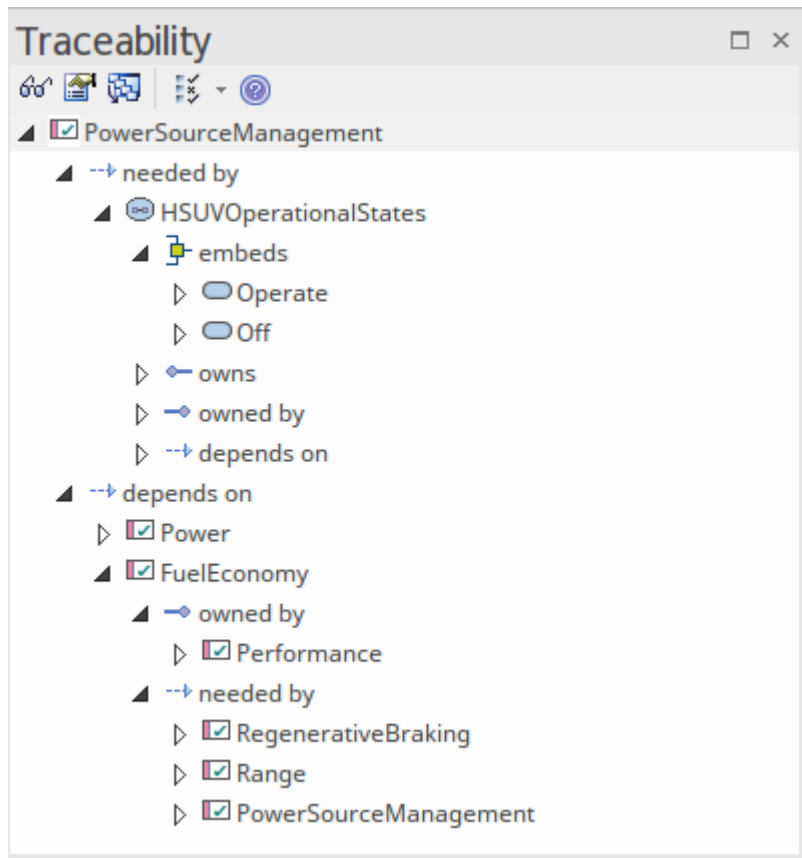 Traceability
PowerSourceManagement
needed by
HSUVOperationalStates
embeds
Operate
Off
owns
owned by
depends on
depends on
Power
FuelEconomy
owned by
Performance
needed by
RegenerativeBraking
Range
PowerSourceManagement